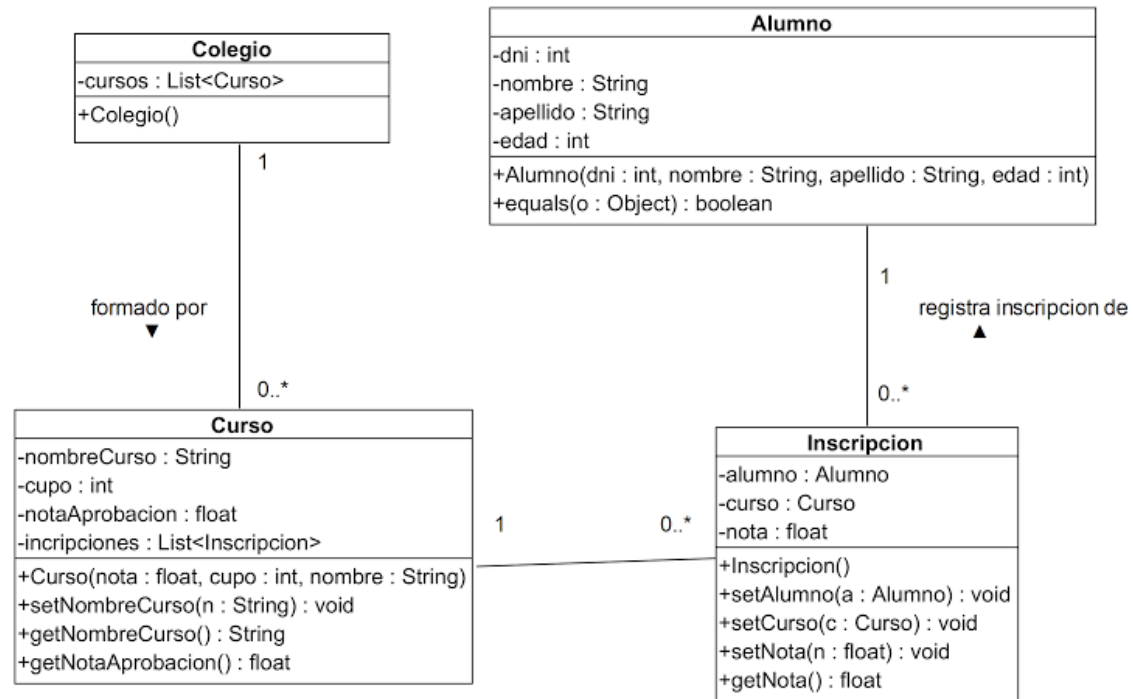 Colegio
-cursos : List<Curso>
+Colegio()
1
formado por
▼
0..*
Alumno
-dni : int
-nombre : String
-apellido : String
-edad : int
+Alumno(dni : int, nombre : String, apellido : String, edad : int)
+equals(o : Object) : boolean
1
registra inscripcion de
▲
0..*
Curso
-nombreCurso : String
-cupo : int
-notaAprobacion : float
-incripciones : List<Inscripcion>
+Curso(nota : float, cupo : int, nombre : String)
+setNombreCurso(n : String) : void
+getNombreCurso() : String
+getNotaAprobacion() : float
1
0..*
Inscripcion
-alumno : Alumno
-curso : Curso
-nota : float
+Inscripcion()
+setAlumno(a : Alumno) : void
+setCurso(c : Curso) : void
+setNota(n : float) : void
+getNota() : float